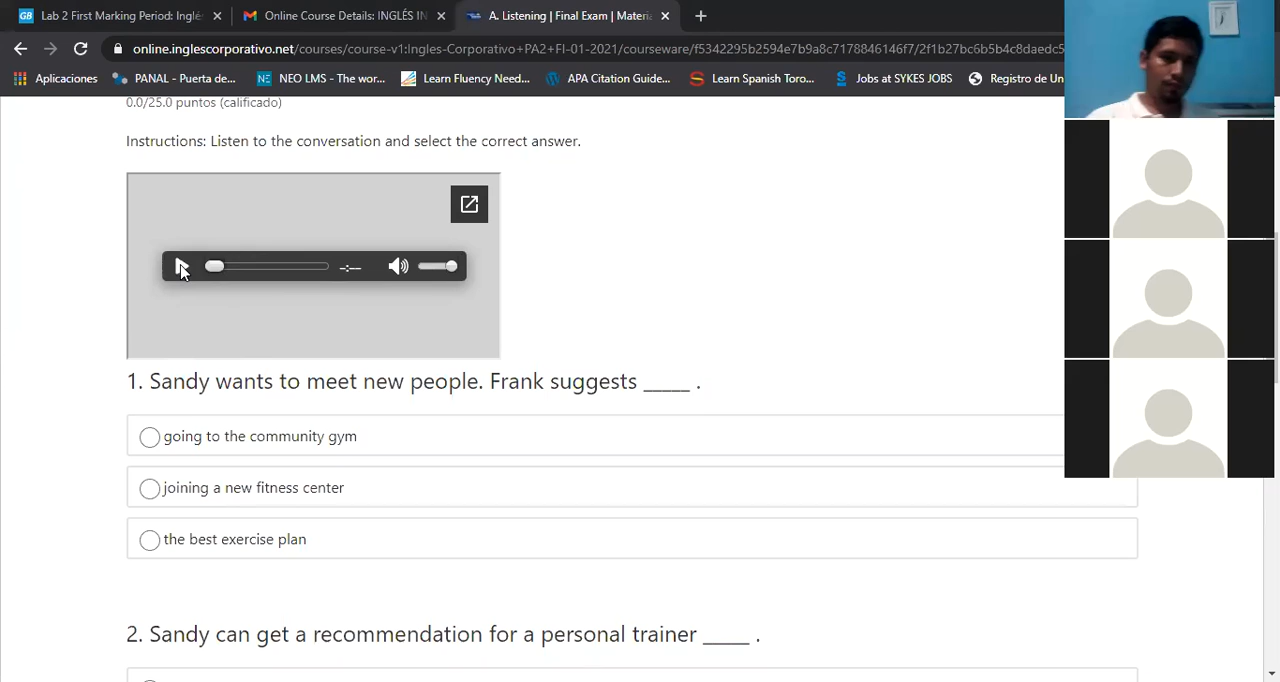 Lab 2 First Marking Period: Inglé
Online Course Details: INGLÉS IN
A. Listening | Final Exam | Materia
online.inglescorporativo.net/courses/course-v1:Ingles-Corporativo+PA2+FI-01-2021/courseware/f5342295b2594e7b9a8c7178846146f7/2f1b27bc6b5b4c8daedc5
Aplicaciones
PANAL - Puerta de...
NEO LMS - The wor...
Learn Fluency Need...
APA Citation Guide...
Learn Spanish Toro...
Jobs at SYKES JOBS
Registro de Un
0.0/25.0 puntos (calificado)
Instructions: Listen to the conversation and select the correct answer.
-:--
1. Sandy wants to meet new people. Frank suggests _____ .
going to the community gym
joining a new fitness center
the best exercise plan
2. Sandy can get a recommendation for a personal trainer _____ .